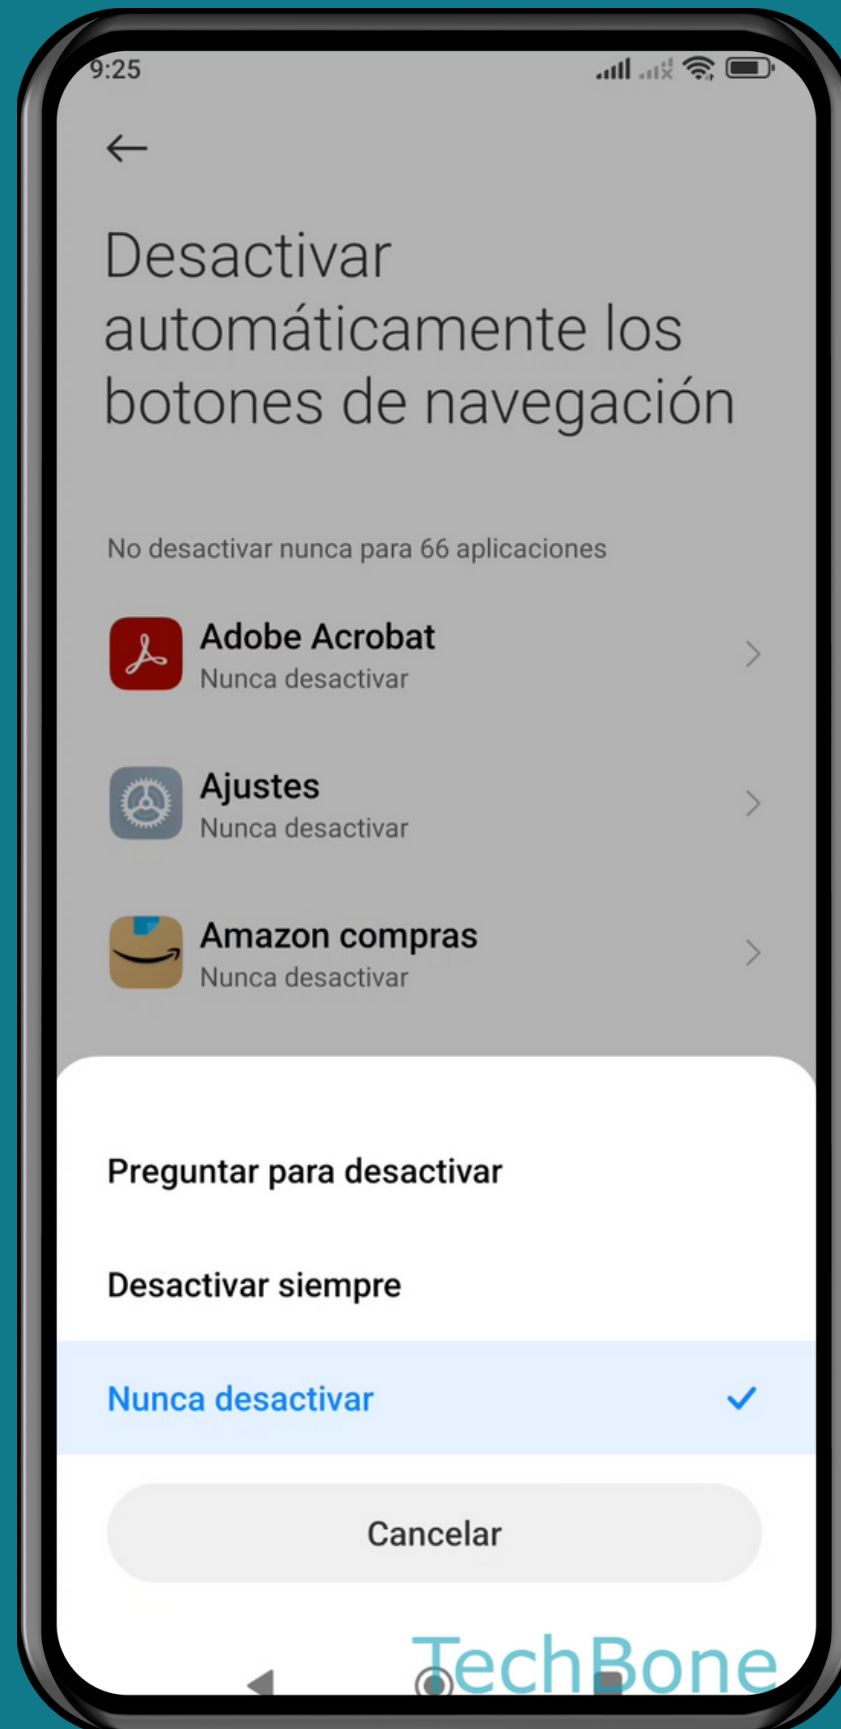 9:25
Desactivar
automáticamente los
botones de navegación
No desactivar nunca para 66 aplicaciones
Adobe Acrobat
Nunca desactivar
Ajustes
Nunca desactivar
Amazon compras
Nunca desactivar
Preguntar para desactivar
Desactivar siempre
Nunca desactivar
Cancelar
TechBone